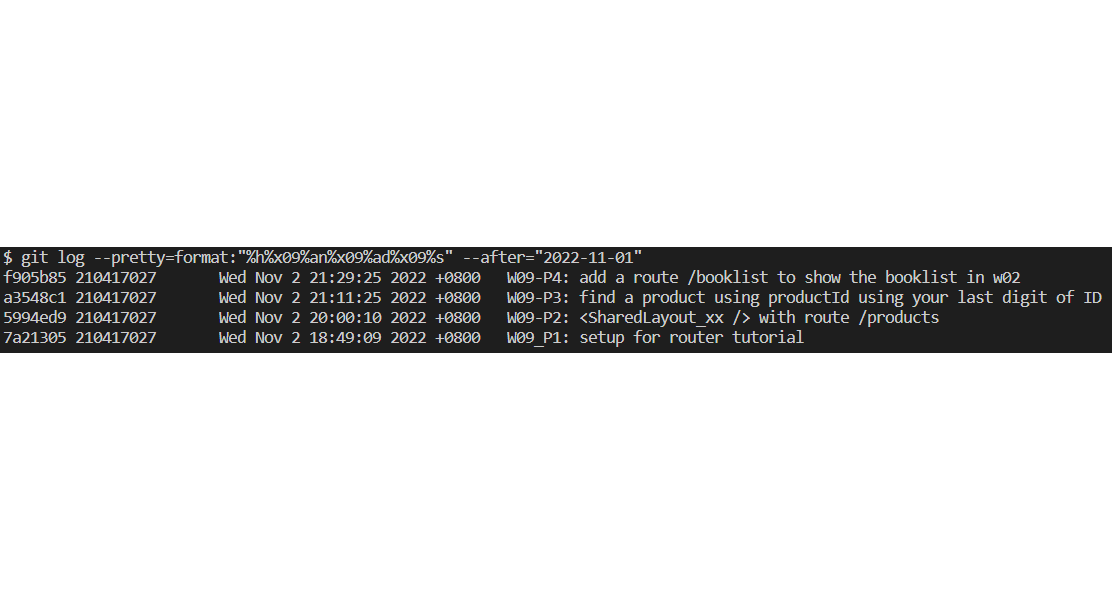 $ git log --pretty=format:"%h%x09%an%x09%ad%x09%s" --after="2022-11-01"
f905b85 210417027       Wed Nov 2 21:29:25 2022 +0800   W09-P4: add a route /booklist to show the booklist in w02
a3548c1 210417027       Wed Nov 2 21:11:25 2022 +0800   W09-P3: find a product using productId using your last digit of ID
5994ed9 210417027       Wed Nov 2 20:00:10 2022 +0800   W09-P2: <SharedLayout_xx /> with route /products
7a21305 210417027       Wed Nov 2 18:49:09 2022 +0800   W09_P1: setup for router tutorial